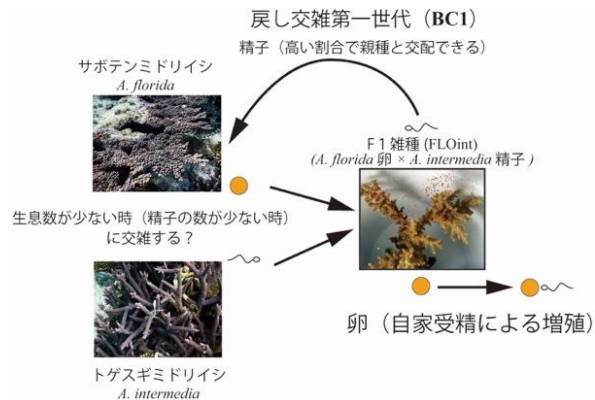 戻し交雑第一世代（BC1）
精子（高い割合で親種と交配できる）
サボテンミドリイシ
A. florida
F1雑種 (FLOint)
(A. florida 卵 × A. intermedia 精子 )
生息数が少ない時（精子の数が少ない時）
に交雑する？
卵（自家受精による増殖）
トゲスギミドリイシ
A. intermedia